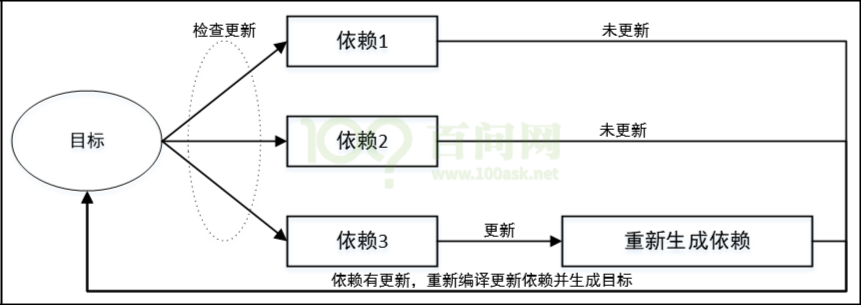 检查更新
依赖1
未更新
目标
依赖2
未更新
100?
百问网
www.100ask.net
依赖3
更新
重新生成依赖
依赖有更新，重新编译更新依赖并生成目标